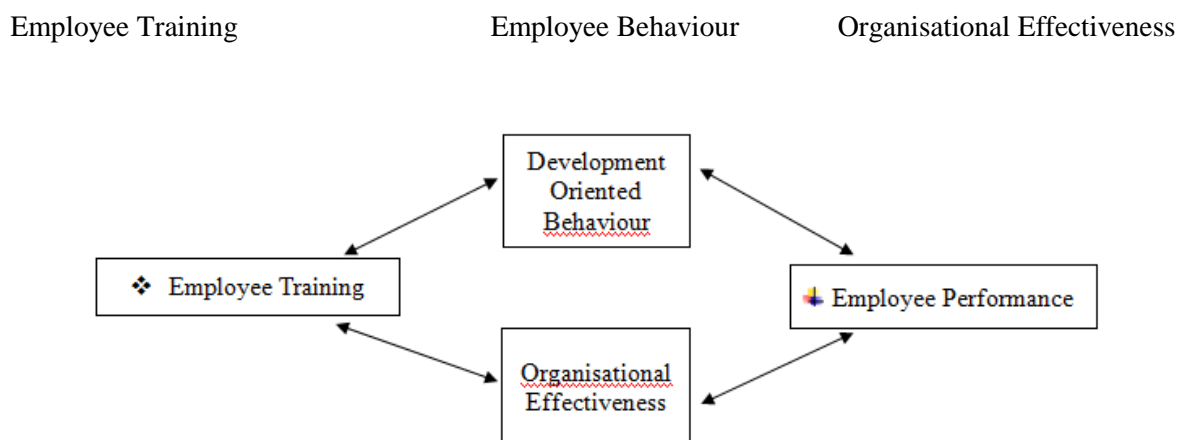 Employee Training Employee Behaviour Organisational Effectiveness
Development
Oriented
Behaviour
❖ Employee Training
Employee Performance
Organisational
Effectiveness